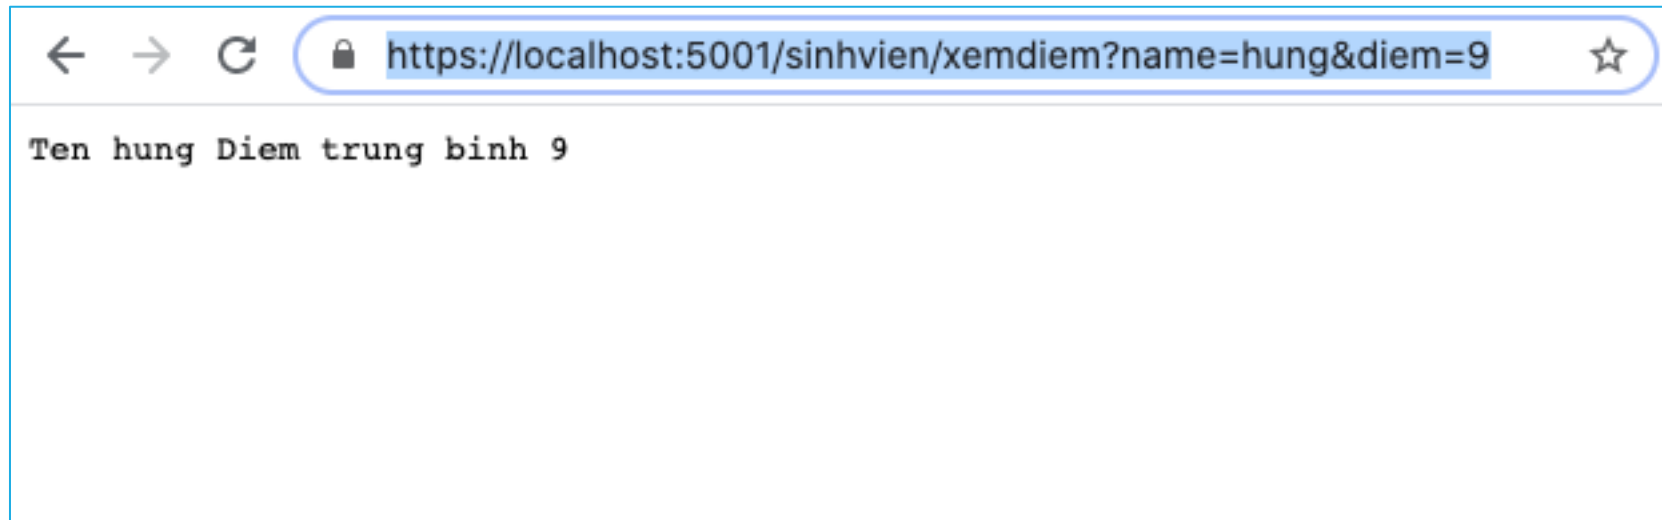 https://localhost:5001/sinhvien/xemdiem?name=hung&diem=9
Ten hung Diem trung binh 9